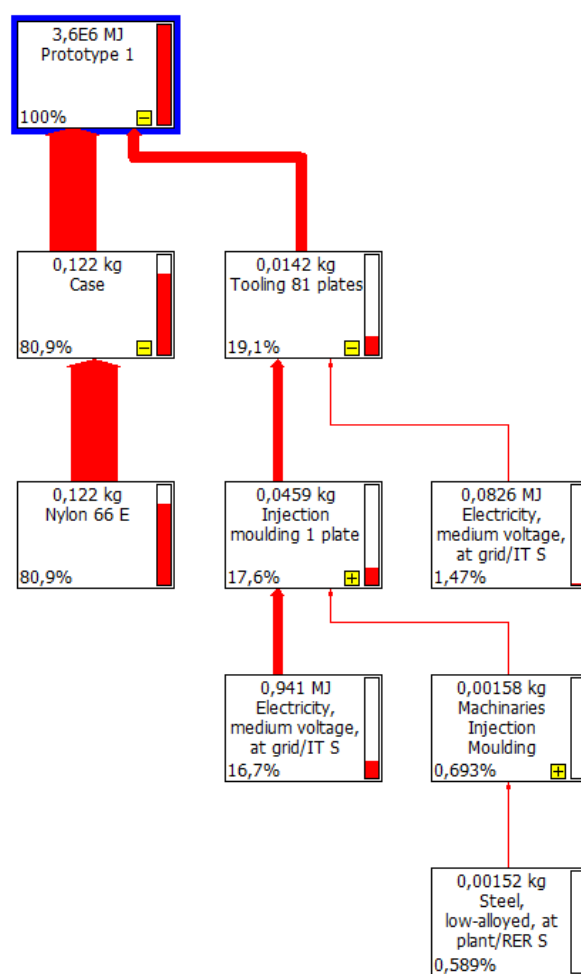 3,6E6 MJ
Prototype 1
100%
0,122 kg
Case
80,9%
0,0142 kg
Tooling 81 plates
19,1%
0,122 kg
Nylon 66 E
80,9%
0,0459 kg
Injection
moulding 1 plate
17,6%
0,0826 MJ
Electricity,
medium voltage,
at grid/IT S
1,47%
0,941 MJ
Electricity,
medium voltage,
at grid/IT S
16,7%
0,00158 kg
Machinaries
Injection
Moulding
0,693%
0,00152 kg
Steel,
low-alloyed, at
plant/RER S
0,589%